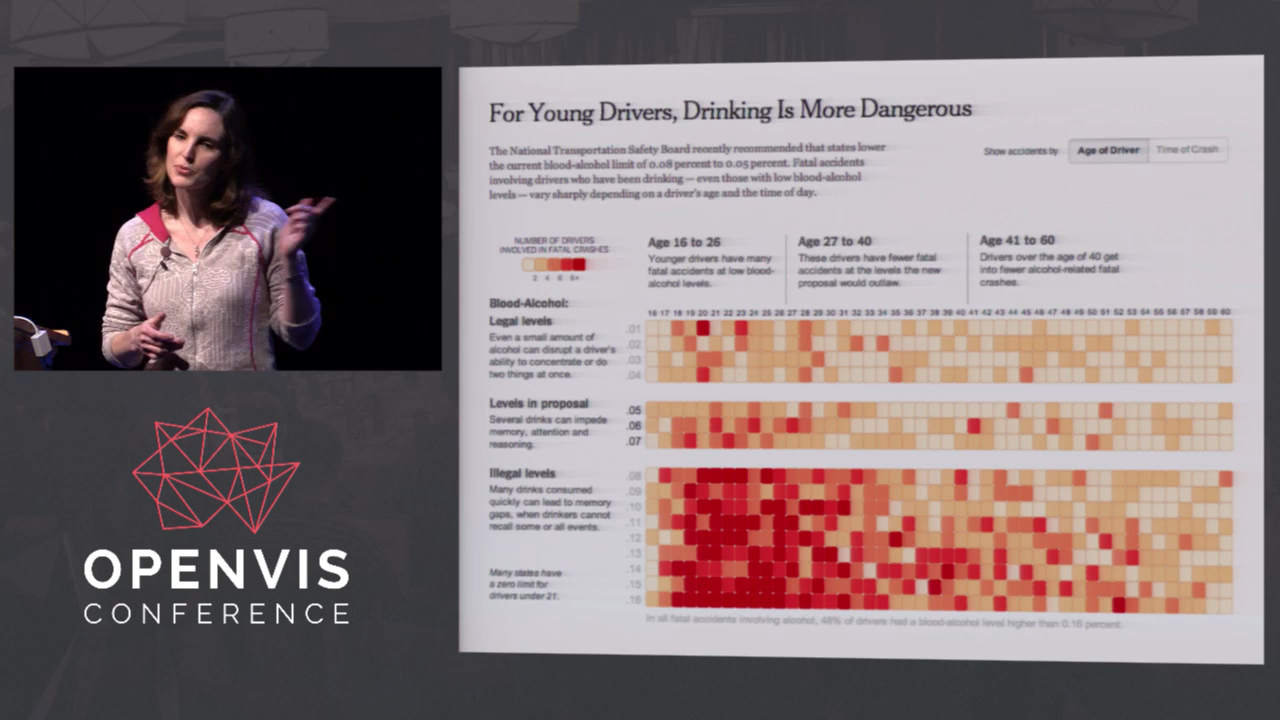 For Young Drivers, Drinking Is More Dangerous
The National Transportation Safety Board recently recommended that states lower
the current blood-alcohol limit of 0.08 percent to 0.05 percent. Fatal accidents
involving drivers who have been drinking — even those with low blood-alcohol
levels — vary sharply depending on a driver's age and the time of day.
Show accidents by Age of Driver Time of Crash
NUMBER OF DRIVERS
INVOLVED IN FATAL CRASHES
2 4 6 8+
Age 16 to 26
Younger drivers have many
fatal accidents at low blood-
alcohol levels.
Age 27 to 40
These drivers have fewer fatal
accidents at the levels the new
proposal would outlaw.
Age 41 to 60
Drivers over the age of 40 get
into fewer alcohol-related fatal
crashes.
16 17 18 19 20 21 22 23 24 25 26 27 28 29 30 31 32 33 34 35 36 37 38 39 40 41 42 43 44 45 46 47 48 49 50 51 52 53 54 55 56 57 58 59 60
Blood-Alcohol:
Legal levels
Even a small amount of
alcohol can disrupt a driver's
ability to concentrate or do
two things at once.
.01
.02
.03
.04
Levels in proposal
Several drinks can impede
memory, attention and
reasoning.
.05
.06
.07
Illegal levels
Many drinks consumed
quickly can lead to memory
gaps, when drinkers cannot
recall some or all events.
Many states have
a zero limit for
drivers under 21.
.08
.09
.10
.11
.12
.13
.14
.15
.16
In all fatal accidents involving alcohol, 48% of drivers had a blood-alcohol level higher than 0.16 percent.
OPENVIS
CONFERENCE